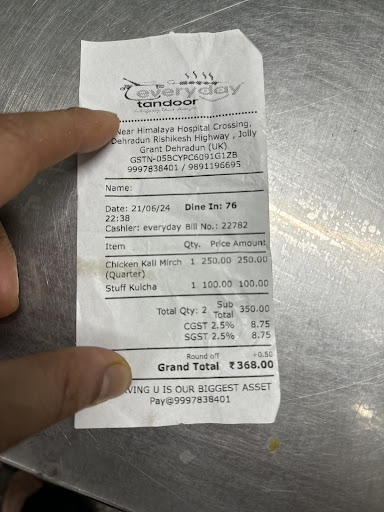 everyday
tandoor
Near Himalaya Hospital Crossing,
Dehradun Rishikesh Highway , Jolly
Grant Dehradun (UK)
GSTN-05BCYPC6091G1ZB
9997838401 / 9891196695
Name:
Date: 21/06/24 Dine In: 76
22:38
Cashier: everyday Bill No.: 22782
Item Qty. Price Amount
Chicken Kali Mirch 1 250.00 250.00
(Quarter)
Stuff Kulcha 1 100.00 100.00
Total Qty: 2 Sub Total 350.00
CGST 2.5% 8.75
SGST 2.5% 8.75
Round off +0.50
Grand Total ₹368.00
VING U IS OUR BIGGEST ASSET
Pay@9997838401